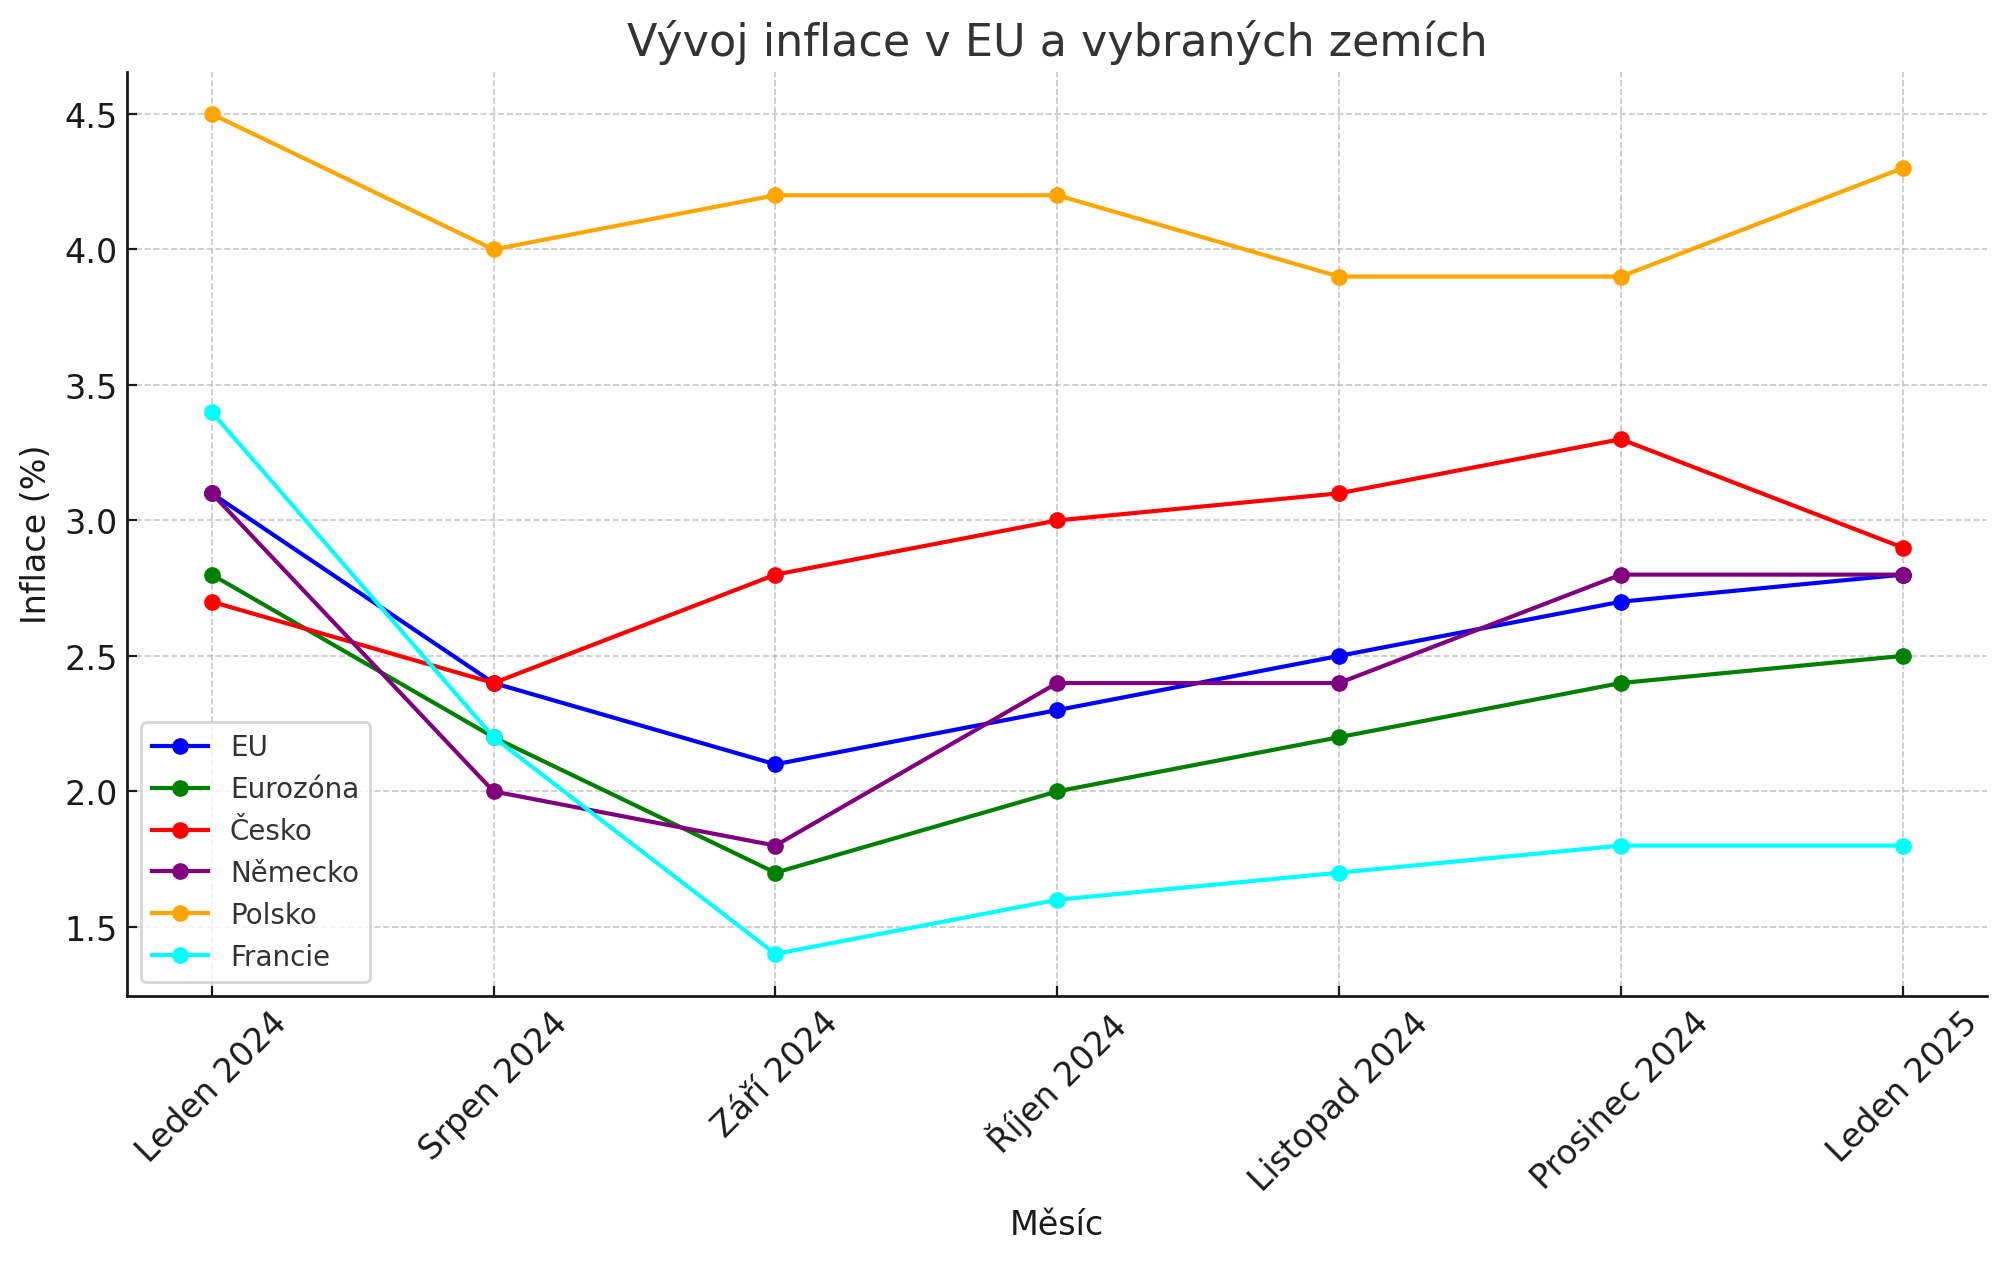 Vývoj inflace v EU a vybraných zemích
Inflace (%)
4.5
4.0
3.5
3.0
2.5
2.0
1.5
EU
Eurozóna
Česko
Německo
Polsko
Francie
Leden 2024
Srpen 2024
Září 2024
Říjen 2024
Listopad 2024
Prosinec 2024
Leden 2025
Měsíc